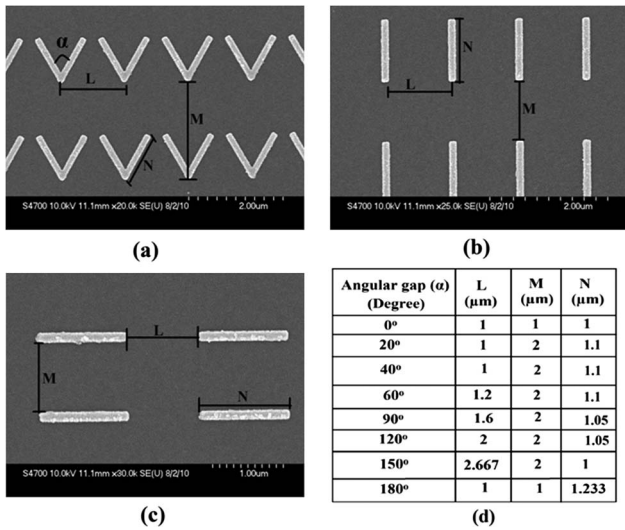 α
L
M
N
S4700 10.0kV 11.1mm x20.0k SE(U) 8/2/10 2.00um
(a)
N
L
M
S4700 10.0kV 11.1mm x25.0k SE(U) 8/2/10 2.00um
(b)
L
M
N
S4700 10.0kV 11.1mm x30.0k SE(U) 8/2/10 1.00um
(c)
Angular gap (α) (Degree) L (µm) M (µm) N (µm)
0° 1 1 1
20° 1 2 1.1
40° 1 2 1.1
60° 1.2 2 1.1
90° 1.6 2 1.05
120° 2 2 1.05
150° 2.667 2 1
180° 1 1 1.233
(d)